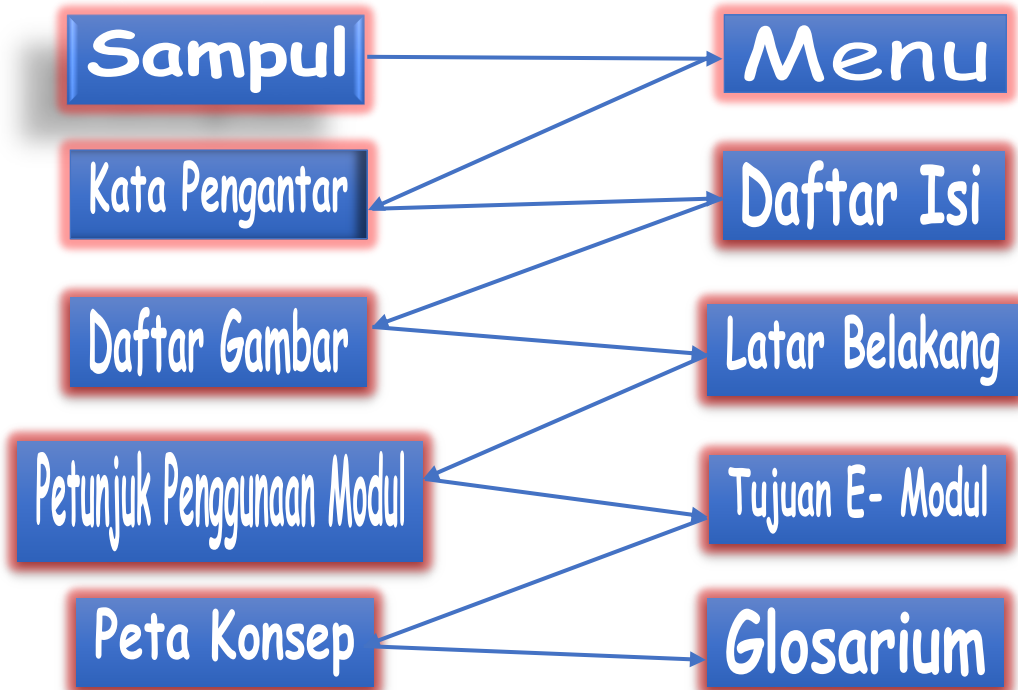 Sampul
Menu
Kata Pengantar
Daftar Isi
Daftar Gambar
Latar Belakang
Petunjuk Penggunaan Modul
Tujuan E- Modul
Peta Konsep
Glosarium